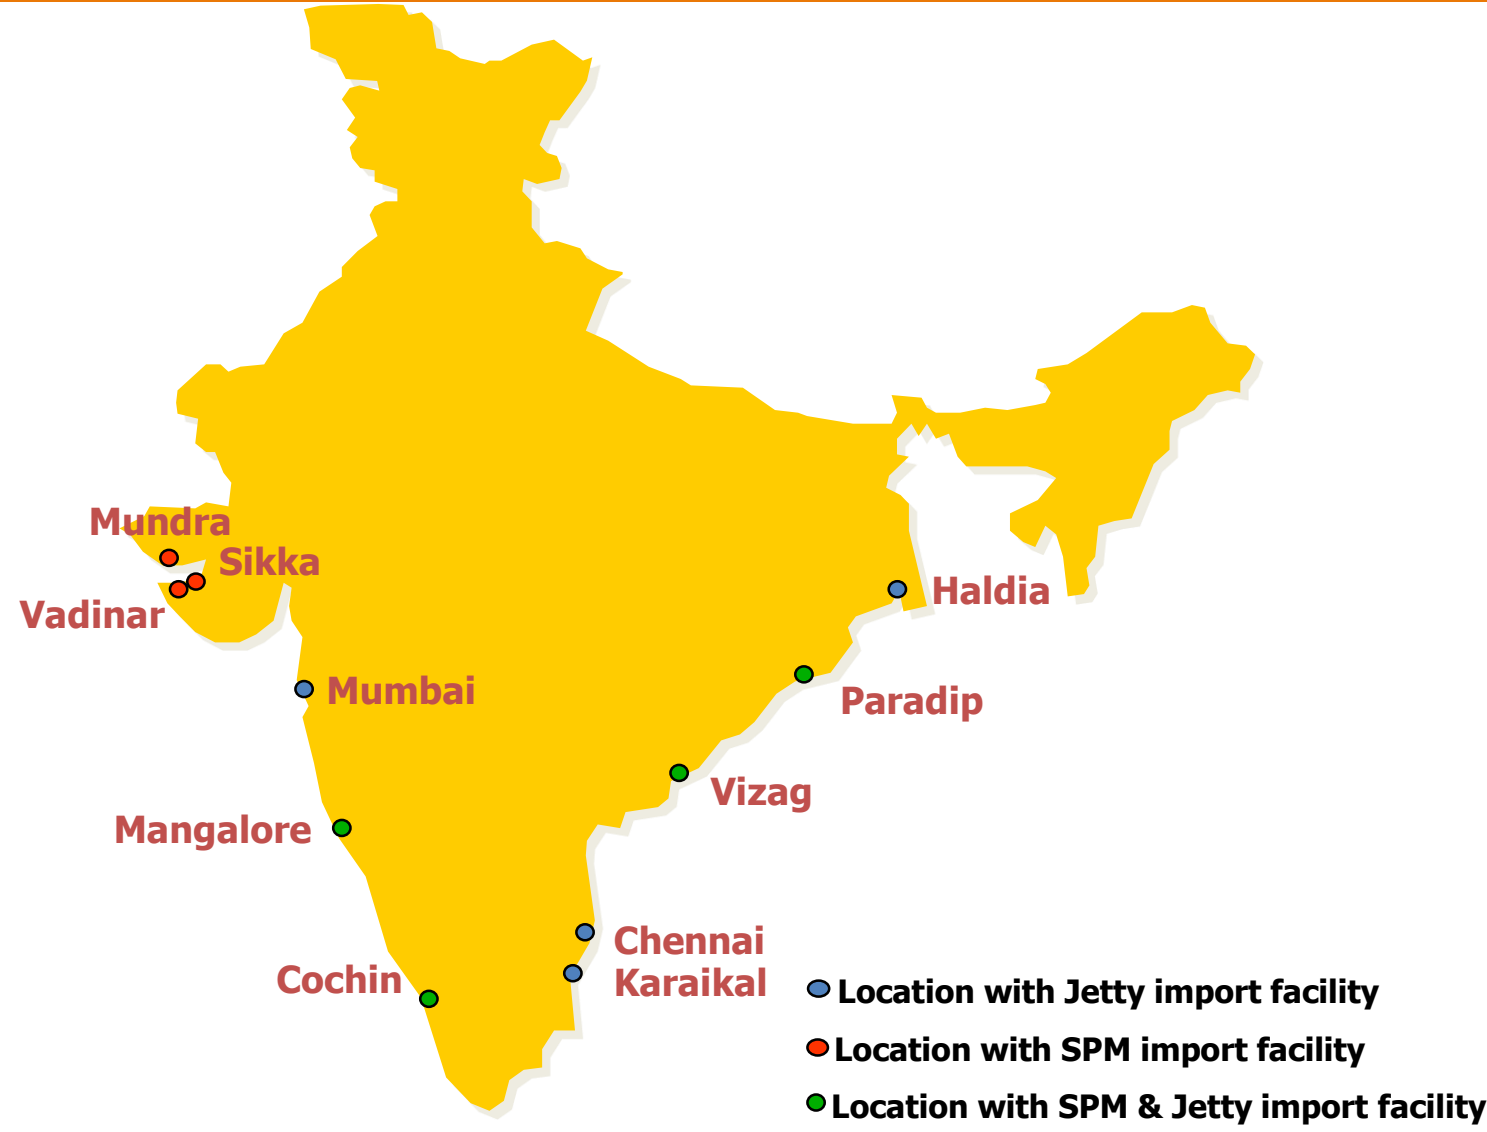 Mundra
Sikka
Vadinar
Haldia
Mumbai
Paradip
Vizag
Mangalore
Chennai
Cochin
Karaikal
Location with Jetty import facility
Location with SPM import facility
Location with SPM & Jetty import facility